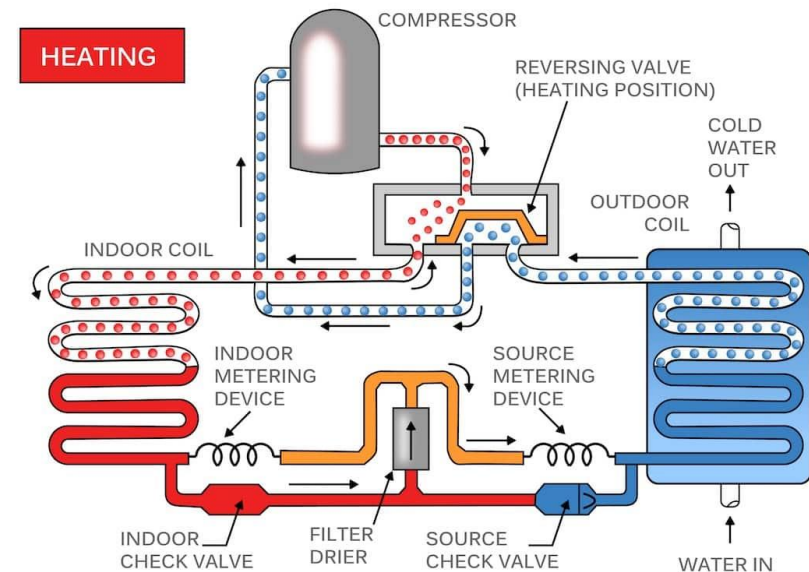 HEATING
COMPRESSOR
REVERSING VALVE
(HEATING POSITION)
COLD
WATER
OUT
OUTDOOR
COIL
INDOOR COIL
INDOOR
METERING
DEVICE
SOURCE
METERING
DEVICE
INDOOR
CHECK VALVE
FILTER
DRIER
SOURCE
CHECK VALVE
WATER IN